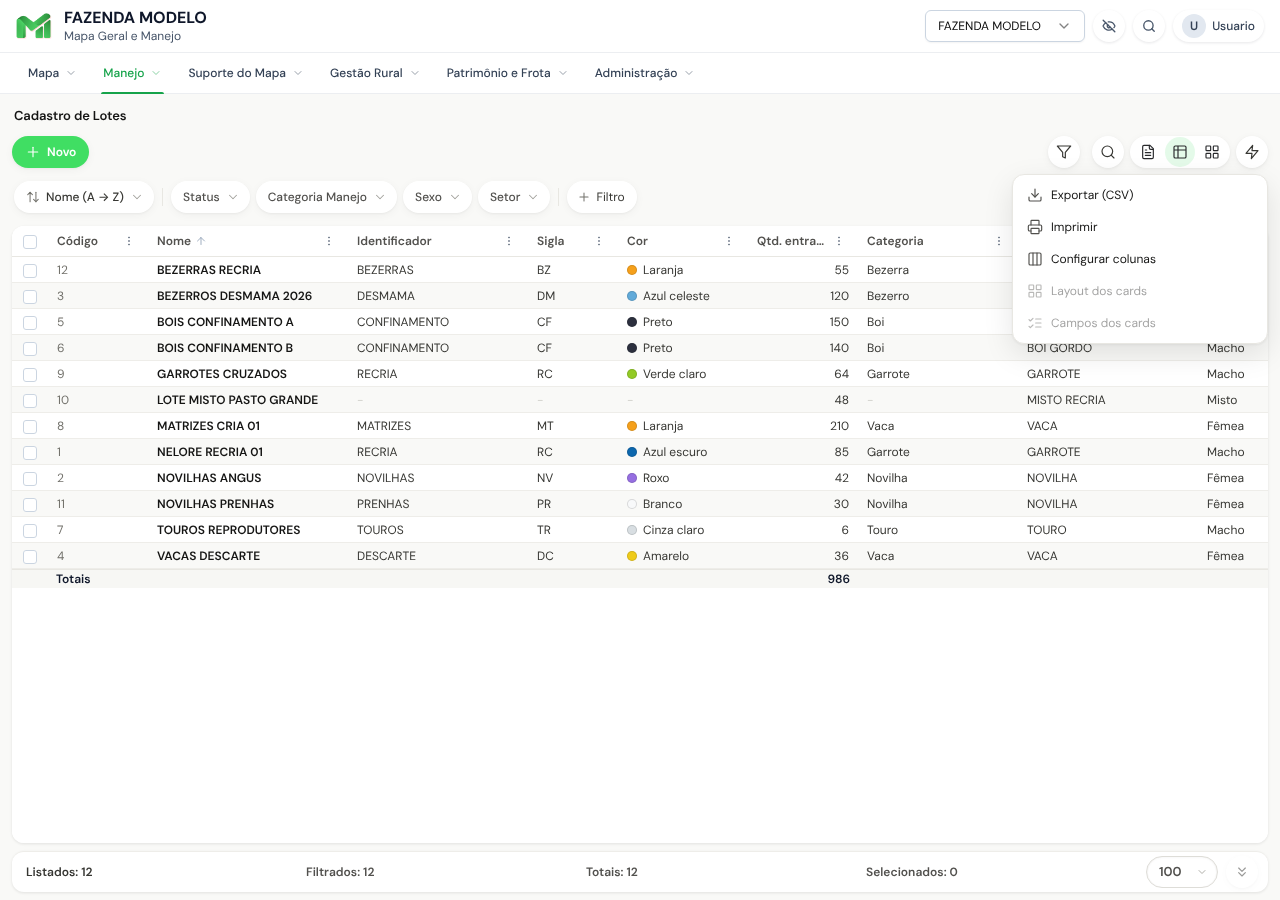 FAZENDA MODELO
Mapa Geral e Manejo
FAZENDA MODELO
U Usuario
Mapa Manejo Suporte do Mapa Gestão Rural Patrimônio e Frota Administração
Cadastro de Lotes
Novo
Nome (A → Z) Status Categoria Manejo Sexo Setor Filtro
Exportar (CSV)
Imprimir
Configurar colunas
Layout dos cards
Campos dos cards
Código Nome Identificador Sigla Cor Qtd. entra... Categoria
12 BEZERRAS RECRIA BEZERRAS BZ Laranja 55 Bezerra
3 BEZERROS DESMAMA 2026 DESMAMA DM Azul celeste 120 Bezerro
5 BOIS CONFINAMENTO A CONFINAMENTO CF Preto 150 Boi
6 BOIS CONFINAMENTO B CONFINAMENTO CF Preto 140 Boi BOI GORDO Macho
9 GARROTES CRUZADOS RECRIA RC Verde claro 64 Garrote GARROTE Macho
10 LOTE MISTO PASTO GRANDE – – – 48 – MISTO RECRIA Misto
8 MATRIZES CRIA 01 MATRIZES MT Laranja 210 Vaca VACA Fêmea
1 NELORE RECRIA 01 RECRIA RC Azul escuro 85 Garrote GARROTE Macho
2 NOVILHAS ANGUS NOVILHAS NV Roxo 42 Novilha NOVILHA Fêmea
11 NOVILHAS PRENHAS PRENHAS PR Branco 30 Novilha NOVILHA Fêmea
7 TOUROS REPRODUTORES TOUROS TR Cinza claro 6 Touro TOURO Macho
4 VACAS DESCARTE DESCARTE DC Amarelo 36 Vaca VACA Fêmea
Totais 986
Listados: 12 Filtrados: 12 Totais: 12 Selecionados: 0 100